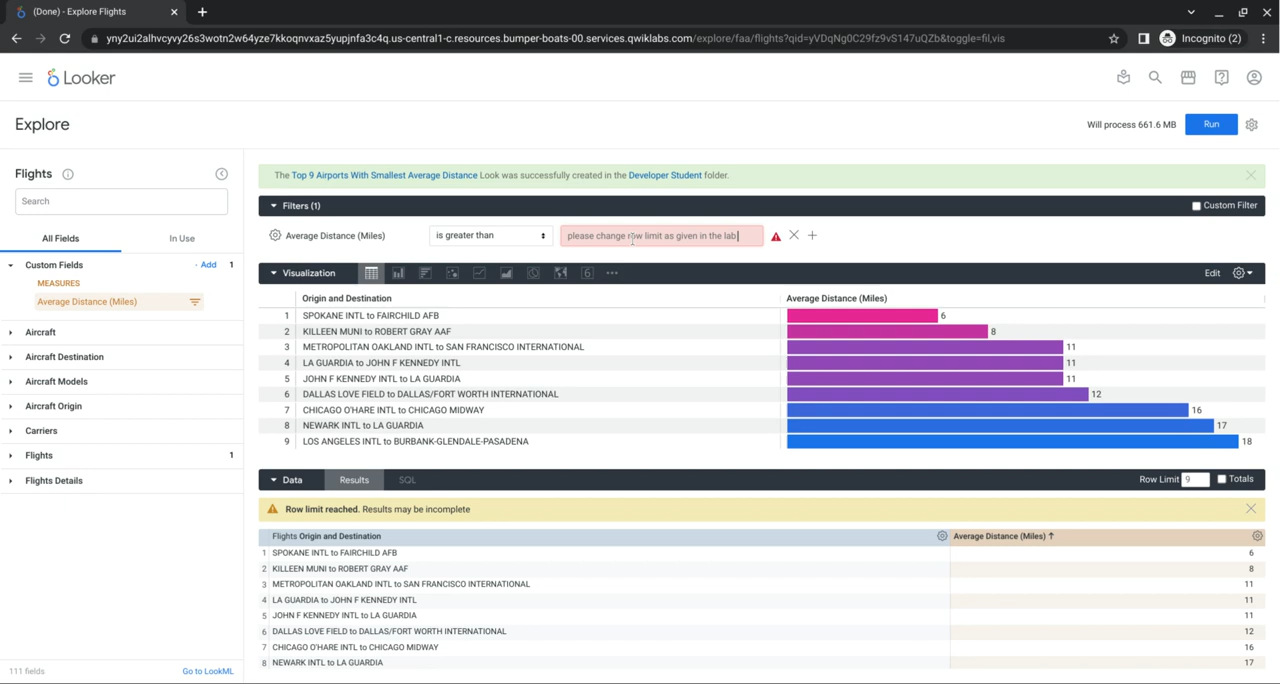 (Done) - Explore Flights
yny2ui2alhvcyvy26s3wotn2w64yze7kkoqnvxaz5yupjnfa3c4q.us-central1-c.resources.bumper-boats-00.services.qwiklabs.com/explore/faa/flights?qid=yVDqNg0C29fz9vS147uQZb&toggle=fil,vis
Incognito (2)
Looker
Explore
Will process 661.6 MB
Run
Flights
Search
All Fields
In Use
Custom Fields
+ Add 1
MEASURES
Average Distance (Miles)
Aircraft
Aircraft Destination
Aircraft Models
Aircraft Origin
Carriers
Flights 1
Flights Details
111 fields
Go to LookML
The Top 9 Airports With Smallest Average Distance Look was successfully created in the Developer Student folder.
Filters (1)
Custom Filter
Average Distance (Miles) is greater than please change row limit as given in the lab
Visualization
6
Edit
Origin and Destination Average Distance (Miles)
1 SPOKANE INTL to FAIRCHILD AFB 6
2 KILLEEN MUNI to ROBERT GRAY AAF 8
3 METROPOLITAN OAKLAND INTL to SAN FRANCISCO INTERNATIONAL 11
4 LA GUARDIA to JOHN F KENNEDY INTL 11
5 JOHN F KENNEDY INTL to LA GUARDIA 11
6 DALLAS LOVE FIELD to DALLAS/FORT WORTH INTERNATIONAL 12
7 CHICAGO O'HARE INTL to CHICAGO MIDWAY 16
8 NEWARK INTL to LA GUARDIA 17
9 LOS ANGELES INTL to BURBANK-GLENDALE-PASADENA 18
Data Results SQL Row Limit 9 Totals
Row limit reached. Results may be incomplete
Flights Origin and Destination Average Distance (Miles) ↑
1 SPOKANE INTL to FAIRCHILD AFB 6
2 KILLEEN MUNI to ROBERT GRAY AAF 8
3 METROPOLITAN OAKLAND INTL to SAN FRANCISCO INTERNATIONAL 11
4 LA GUARDIA to JOHN F KENNEDY INTL 11
5 JOHN F KENNEDY INTL to LA GUARDIA 11
6 DALLAS LOVE FIELD to DALLAS/FORT WORTH INTERNATIONAL 12
7 CHICAGO O'HARE INTL to CHICAGO MIDWAY 16
8 NEWARK INTL to LA GUARDIA 17